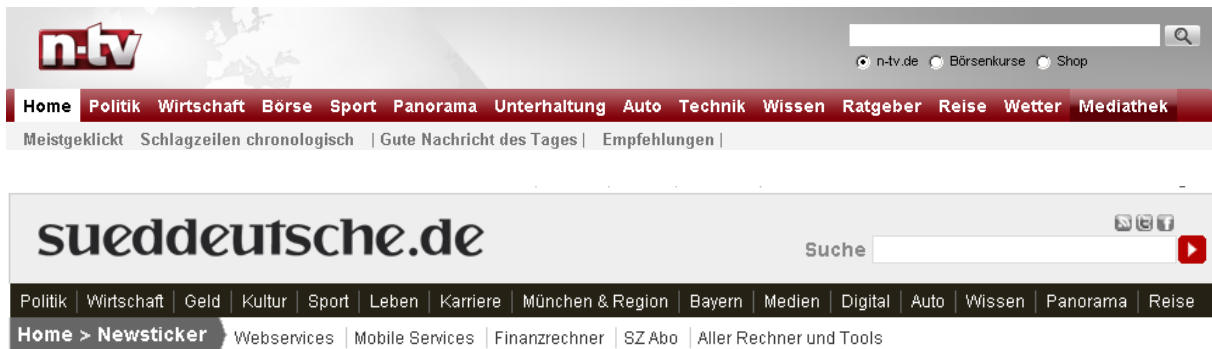 n-tv
n-tv.de Börsenkurse Shop
Home Politik Wirtschaft Börse Sport Panorama Unterhaltung Auto Technik Wissen Ratgeber Reise Wetter Mediathek
Meistgeklickt Schlagzeilen chronologisch | Gute Nachricht des Tages | Empfehlungen |
sueddeutsche.de
Suche
Politik | Wirtschaft | Geld | Kultur | Sport | Leben | Karriere | München & Region | Bayern | Medien | Digital | Auto | Wissen | Panorama | Reise
Home > Newsticker Webservices | Mobile Services | Finanzrechner | SZ Abo | Aller Rechner und Tools